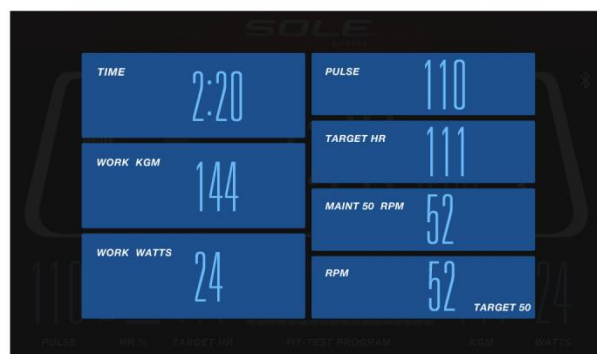 SOLE
TIME
2:20
WORK KGM
144
WORK WATTS
24
PULSE
110
TARGET HR
111
MAINT 50 RPM
52
RPM
52
TARGET 50
110
24
PULSE HR % TARGET HR FIT-TEST PROGRAM KGM WATTS